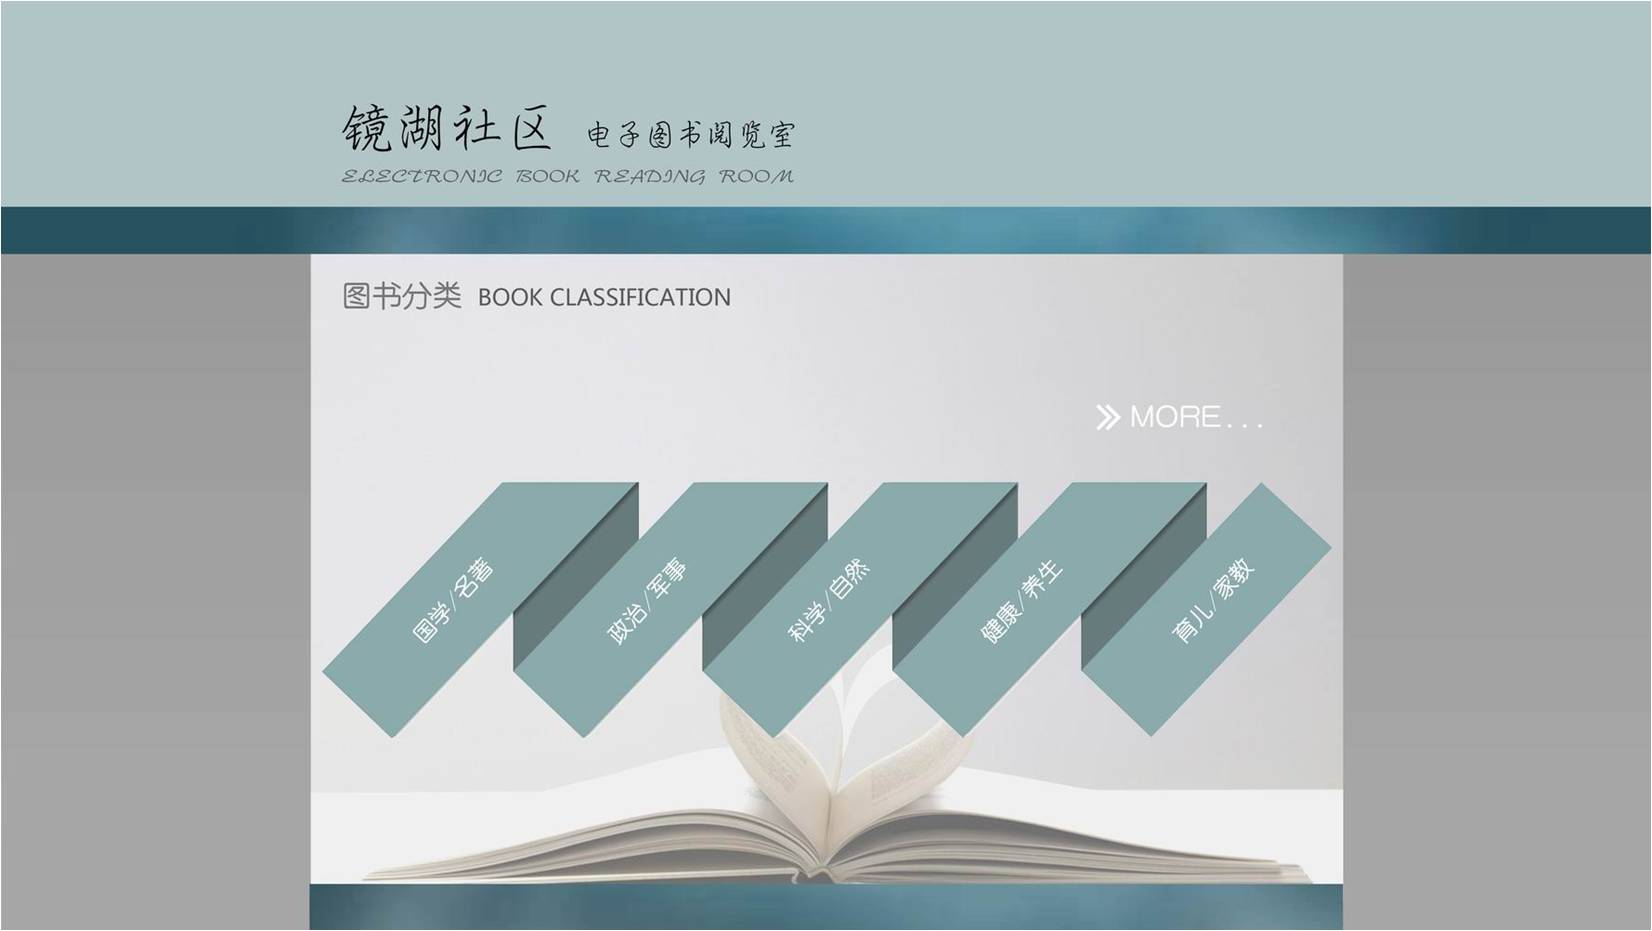 镜湖社区 电子图书阅览室
ELECTRONIC BOOK READING ROOM
图书分类 BOOK CLASSIFICATION
MORE...
国学/名著
政治/军事
科学/自然
健康/养生
育儿/家教